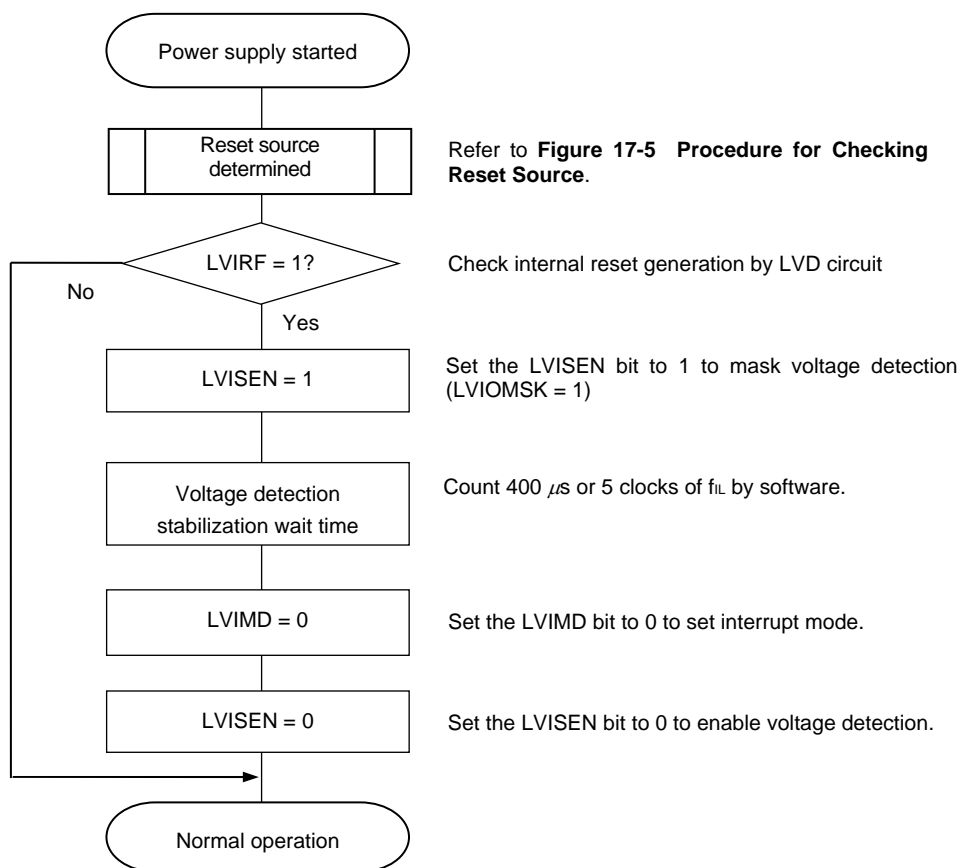 Power supply started
Reset source
determined
Refer to Figure 17-5 Procedure for Checking
Reset Source.
LVIRF = 1?
Check internal reset generation by LVD circuit
No
Yes
LVISEN = 1
Set the LVISEN bit to 1 to mask voltage detection
(LVIOMSK = 1)
Voltage detection
stabilization wait time
Count 400 μs or 5 clocks of fIL by software.
LVIMD = 0
Set the LVIMD bit to 0 to set interrupt mode.
LVISEN = 0
Set the LVISEN bit to 0 to enable voltage detection.
Normal operation